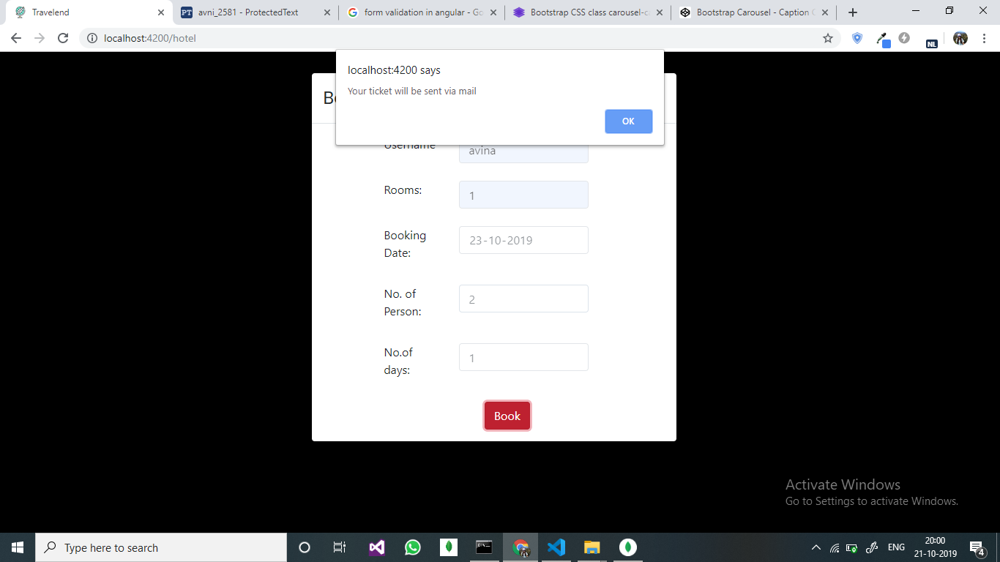 Travelend
avni_2581 - ProtectedText
form validation in angular - Go
Bootstrap CSS class carousel-c
Bootstrap Carousel - Caption
localhost:4200/hotel
NL
localhost:4200 says
Your ticket will be sent via mail
OK
Username
avina
Rooms:
1
Booking
Date:
23-10-2019
No. of
Person:
2
No.of
days:
1
Book
Activate Windows
Go to Settings to activate Windows.
Type here to search
ENG
20:00
21-10-2019
4